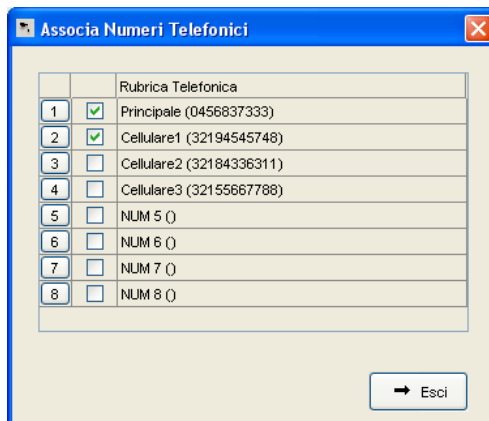 Associa Numeri Telefonici
Rubrica Telefonica
1 Principale (0456837333)
2 Cellulare1 (32194545748)
3 Cellulare2 (32184336311)
4 Cellulare3 (32155667788)
5 NUM 5 ()
6 NUM 6 ()
7 NUM 7 ()
8 NUM 8 ()
Esci